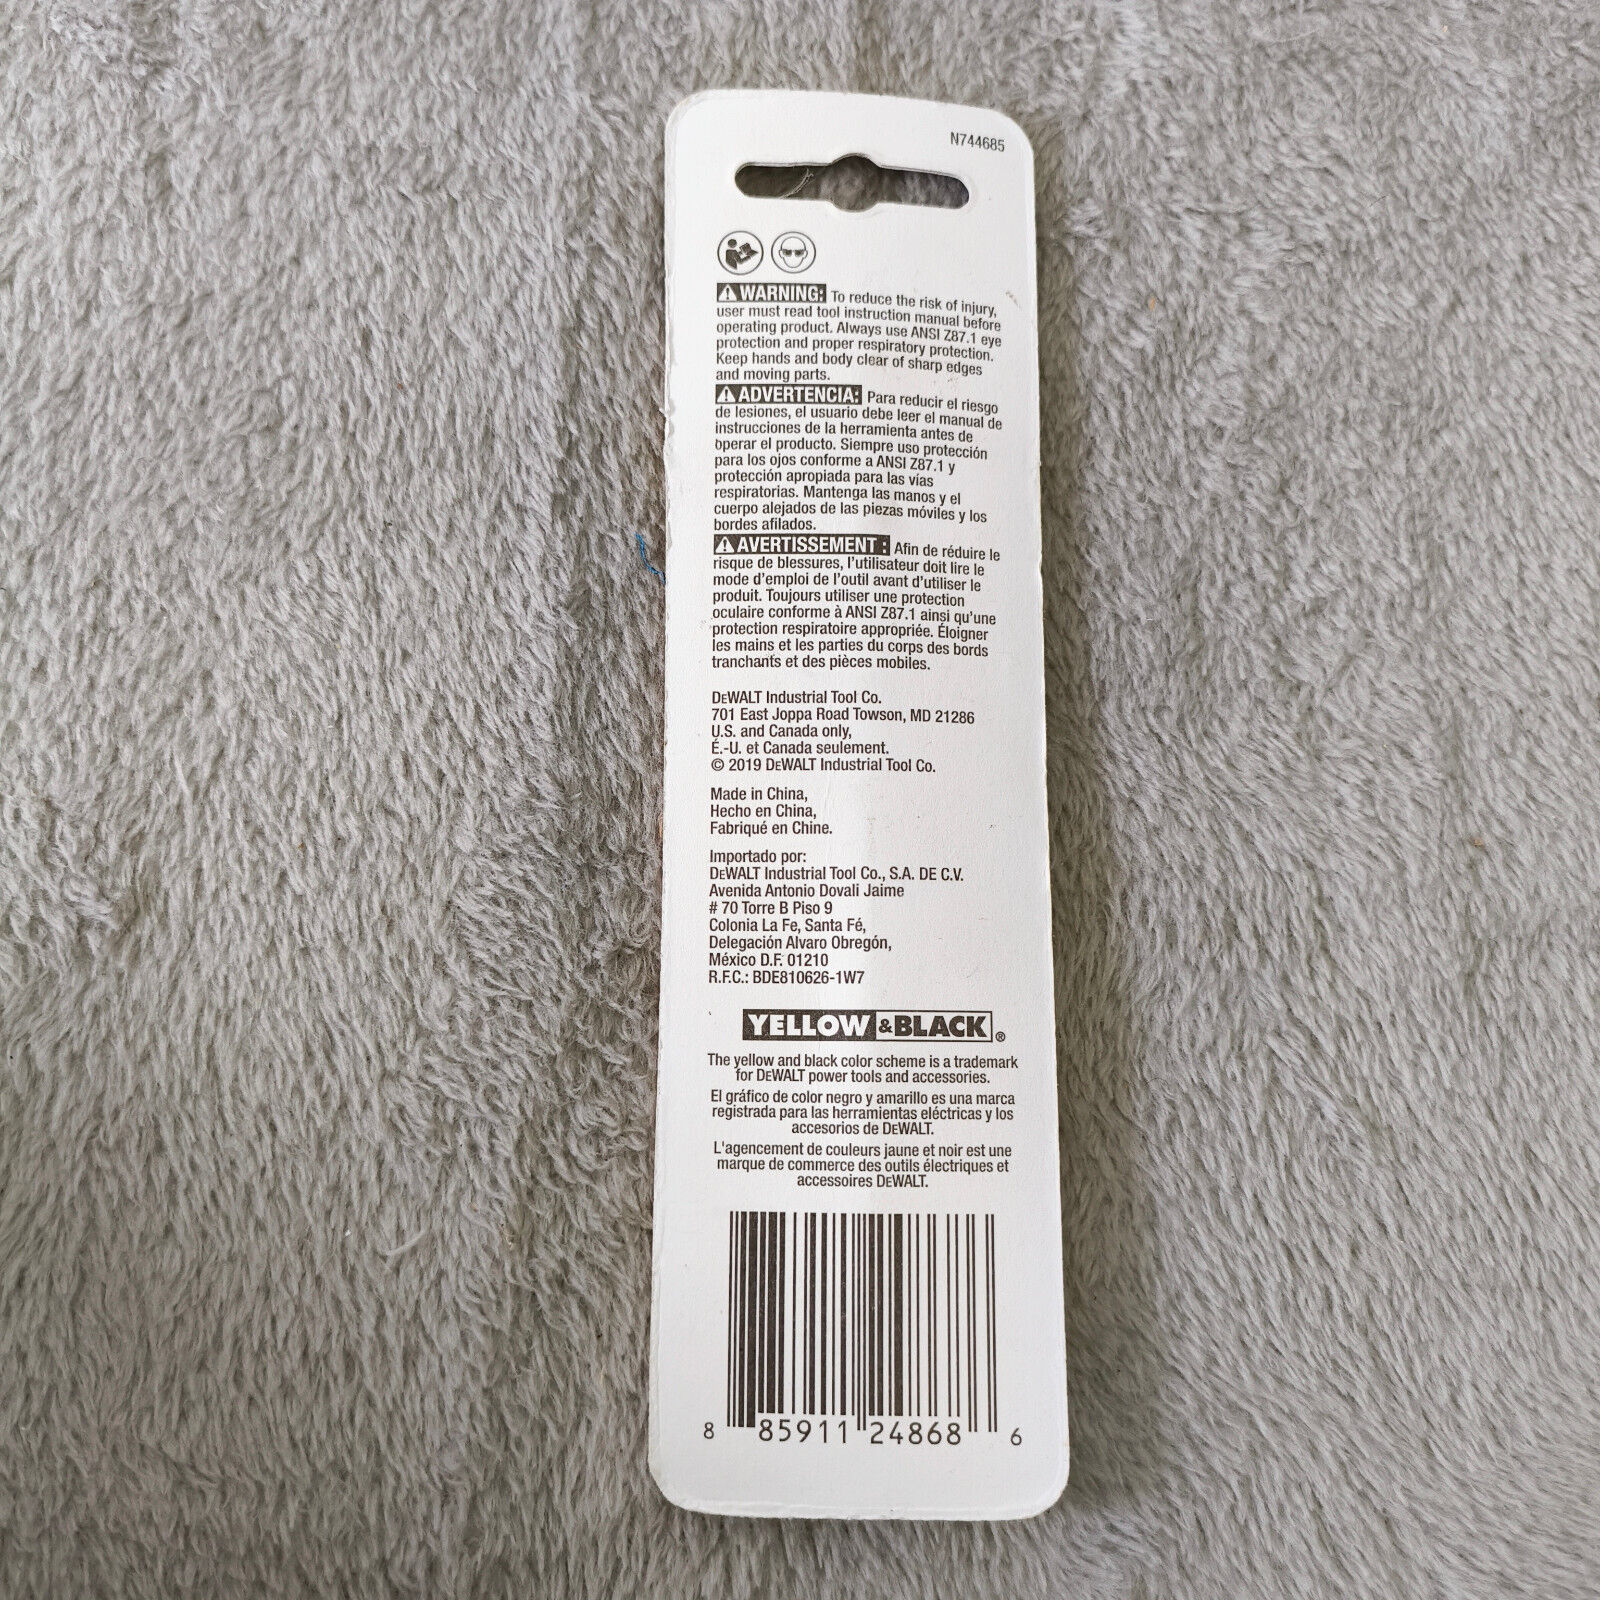 N744685
WARNING: To reduce the risk of injury,
user must read tool instruction manual before
operating product. Always use ANSI Z87.1 eye
protection and proper respiratory protection.
Keep hands and body clear of sharp edges
and moving parts.
ADVERTENCIA: Para reducir el riesgo
de lesiones, el usuario debe leer el manual de
instrucciones de la herramienta antes de
operar el producto. Siempre uso protección
para los ojos conforme a ANSI Z87.1 y
protección apropiada para las vías
respiratorias. Mantenga las manos y el
cuerpo alejados de las piezas móviles y los
bordes afilados.
AVERTISSEMENT : Afin de réduire le
risque de blessures, l'utilisateur doit lire le
mode d'emploi de l'outil avant d'utiliser le
produit. Toujours utiliser une protection
oculaire conforme à ANSI Z87.1 ainsi qu'une
protection respiratoire appropriée. Éloigner
les mains et les parties du corps des bords
tranchants et des pièces mobiles.
DEWALT Industrial Tool Co.
701 East Joppa Road Towson, MD 21286
U.S. and Canada only,
É.-U. et Canada seulement.
© 2019 DEWALT Industrial Tool Co.
Made in China,
Hecho en China,
Fabriqué en Chine.
Importado por:
DEWALT Industrial Tool Co., S.A. DE C.V.
Avenida Antonio Dovali Jaime
# 70 Torre B Piso 9
Colonia La Fe, Santa Fé,
Delegación Alvaro Obregón,
México D.F. 01210
R.F.C.: BDE810626-1W7
YELLOW &BLACK®
The yellow and black color scheme is a trademark
for DEWALT power tools and accessories.
El gráfico de color negro y amarillo es una marca
registrada para las herramientas eléctricas y los
accesorios de DEWALT.
L'agencement de couleurs jaune et noir est une
marque de commerce des outils électriques et
accessoires DEWALT.
8 85911 24868 6